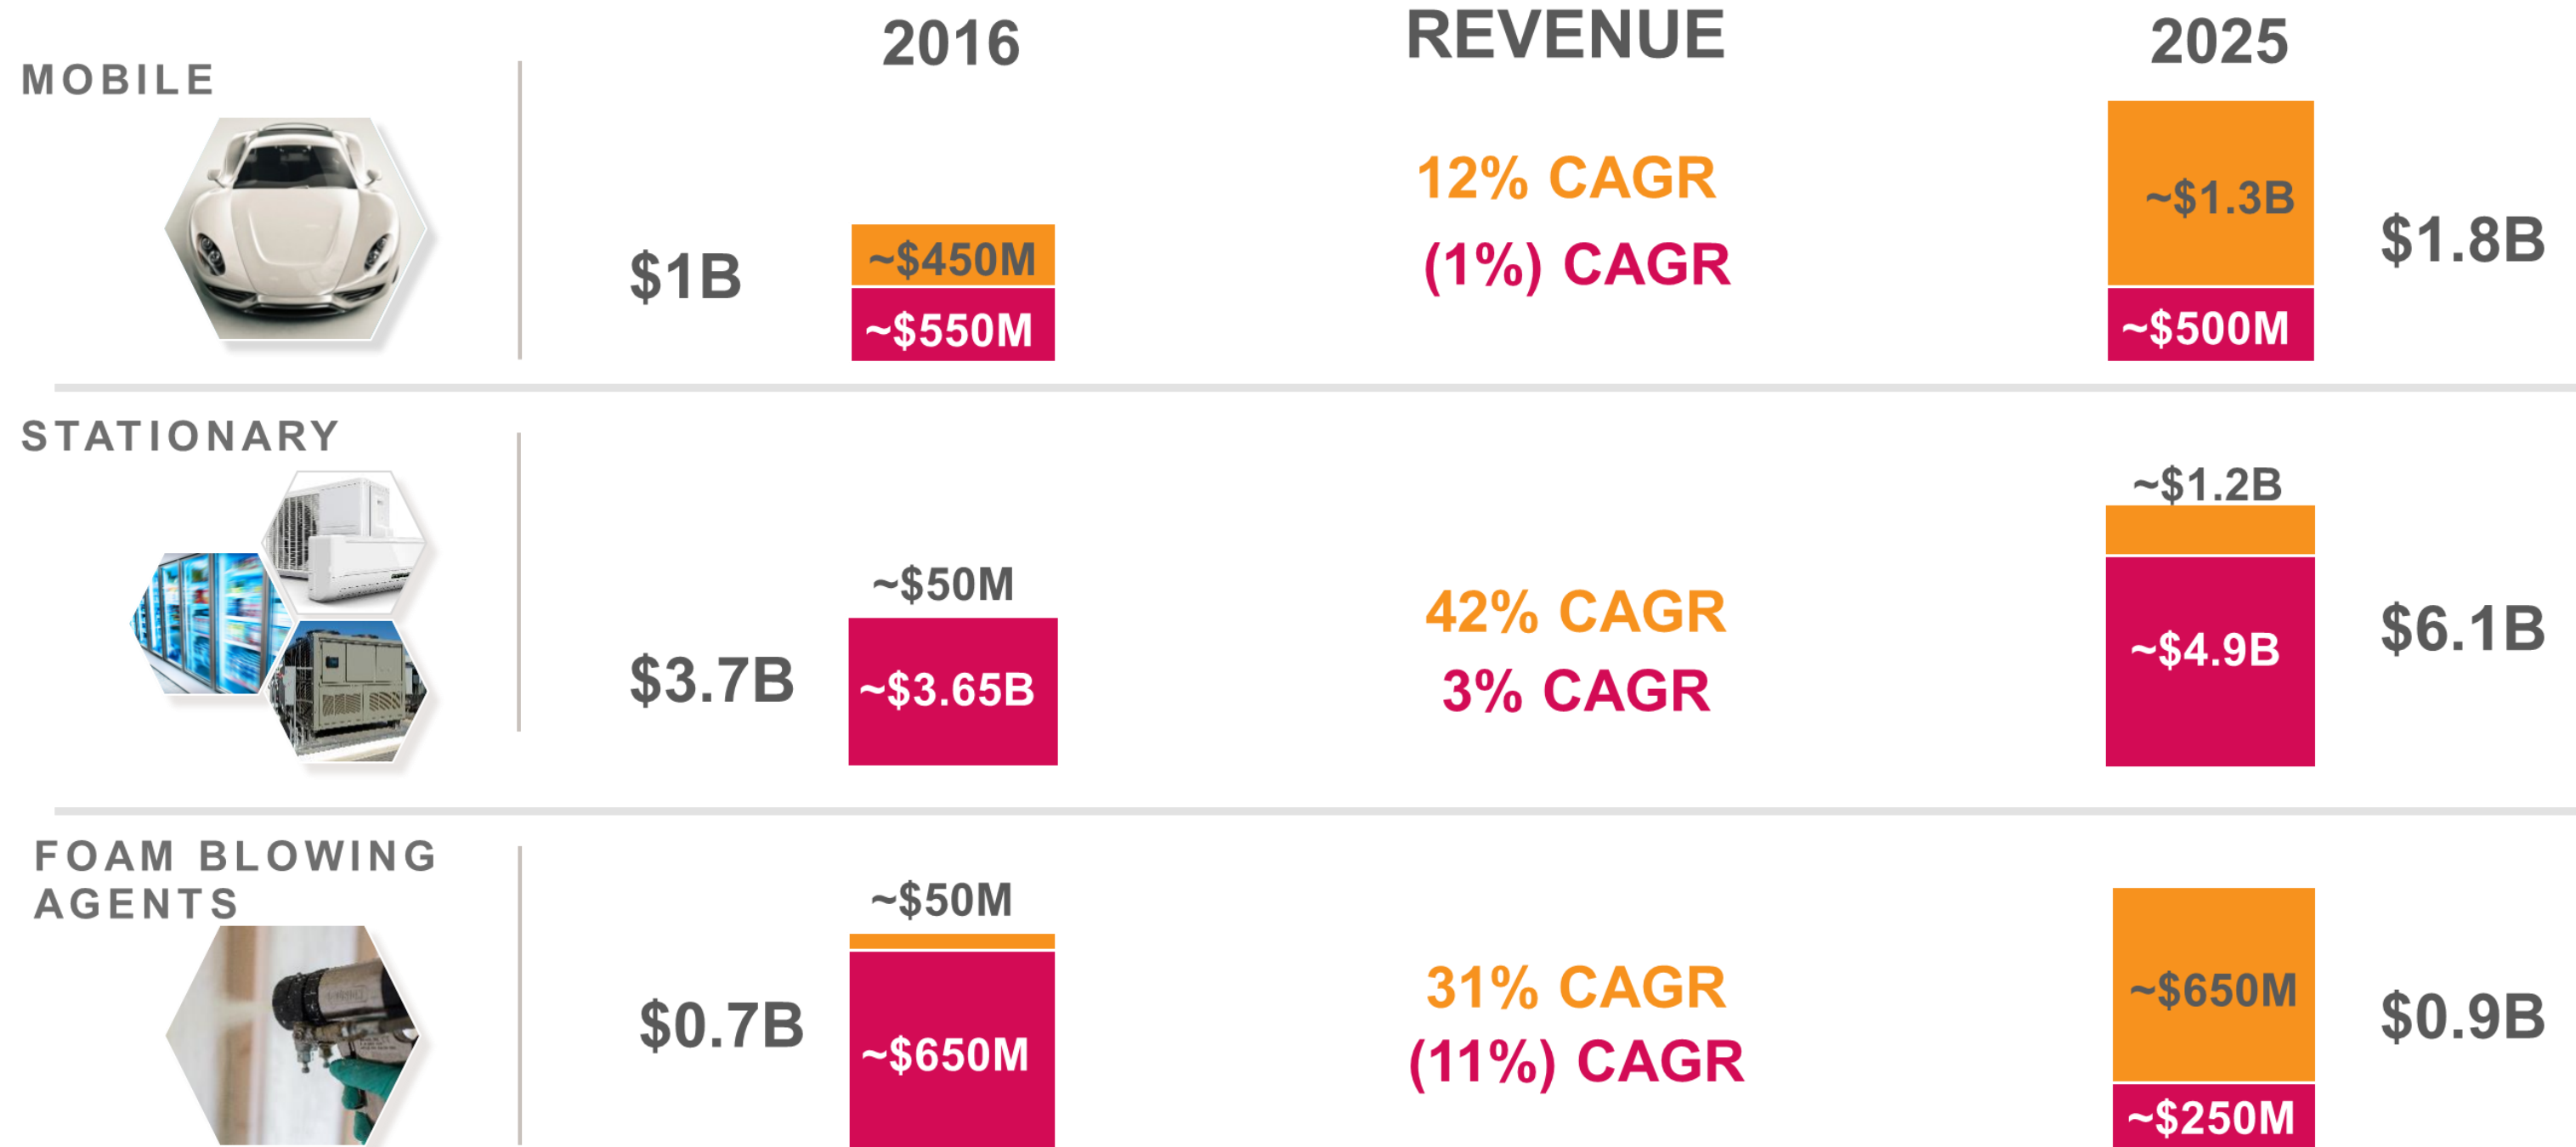 2016
REVENUE
2025
MOBILE
12% CAGR
(1%) CAGR
$1B
~$450M
~$550M
~$1.3B
~$500M
$1.8B
STATIONARY
~$50M
$3.7B
~$3.65B
42% CAGR
3% CAGR
~$1.2B
~$4.9B
$6.1B
FOAM BLOWING
AGENTS
~$50M
$0.7B
~$650M
31% CAGR
(11%) CAGR
~$650M
~$250M
$0.9B